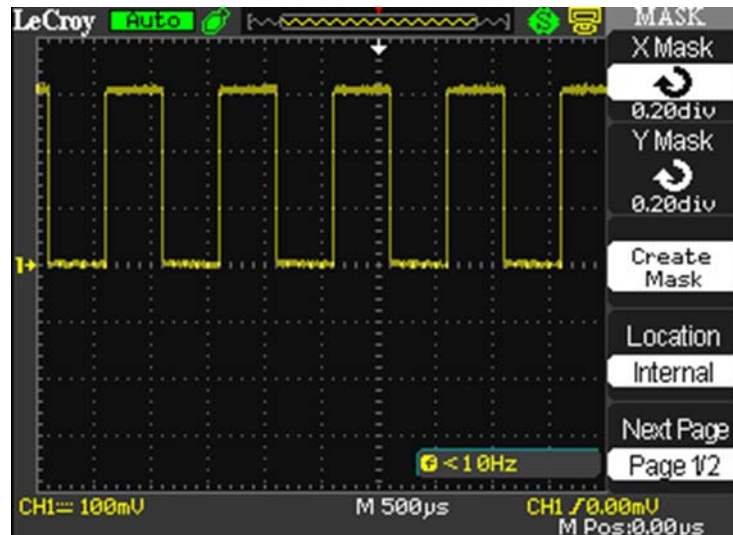 LeCroy Auto S MASK
X Mask
0.20div
Y Mask
0.20div
Create
Mask
Location
Internal
Next Page
Page 1/2
1
f <10Hz
CH1 100mV M 500µs CH1 0.00mV
M Pos:0.00µs